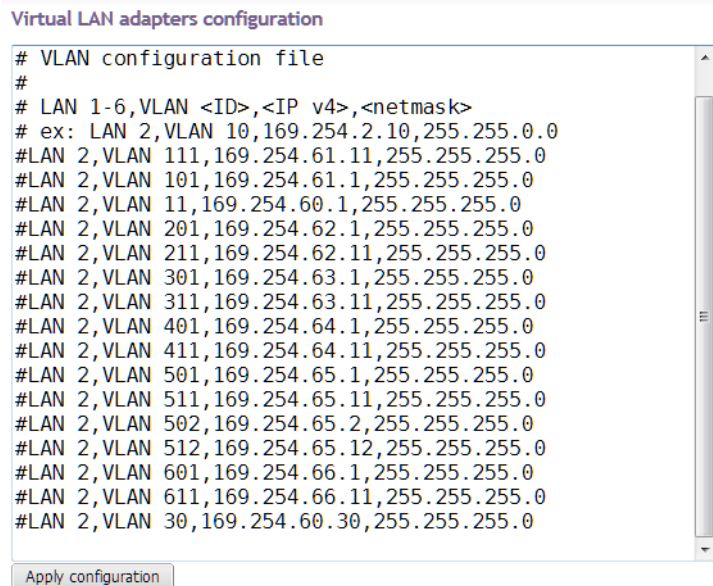 Virtual LAN adapters configuration
# VLAN configuration file
#
# LAN 1-6,VLAN <ID>,<IP v4>,<netmask>
# ex: LAN 2,VLAN 10,169.254.2.10,255.255.0.0
#LAN 2,VLAN 111,169.254.61.11,255.255.255.0
#LAN 2,VLAN 101,169.254.61.1,255.255.255.0
#LAN 2,VLAN 11,169.254.60.1,255.255.255.0
#LAN 2,VLAN 201,169.254.62.1,255.255.255.0
#LAN 2,VLAN 211,169.254.62.11,255.255.255.0
#LAN 2,VLAN 301,169.254.63.1,255.255.255.0
#LAN 2,VLAN 311,169.254.63.11,255.255.255.0
#LAN 2,VLAN 401,169.254.64.1,255.255.255.0
#LAN 2,VLAN 411,169.254.64.11,255.255.255.0
#LAN 2,VLAN 501,169.254.65.1,255.255.255.0
#LAN 2,VLAN 511,169.254.65.11,255.255.255.0
#LAN 2,VLAN 502,169.254.65.2,255.255.255.0
#LAN 2,VLAN 512,169.254.65.12,255.255.255.0
#LAN 2,VLAN 601,169.254.66.1,255.255.255.0
#LAN 2,VLAN 611,169.254.66.11,255.255.255.0
#LAN 2,VLAN 30,169.254.60.30,255.255.255.0
Apply configuration